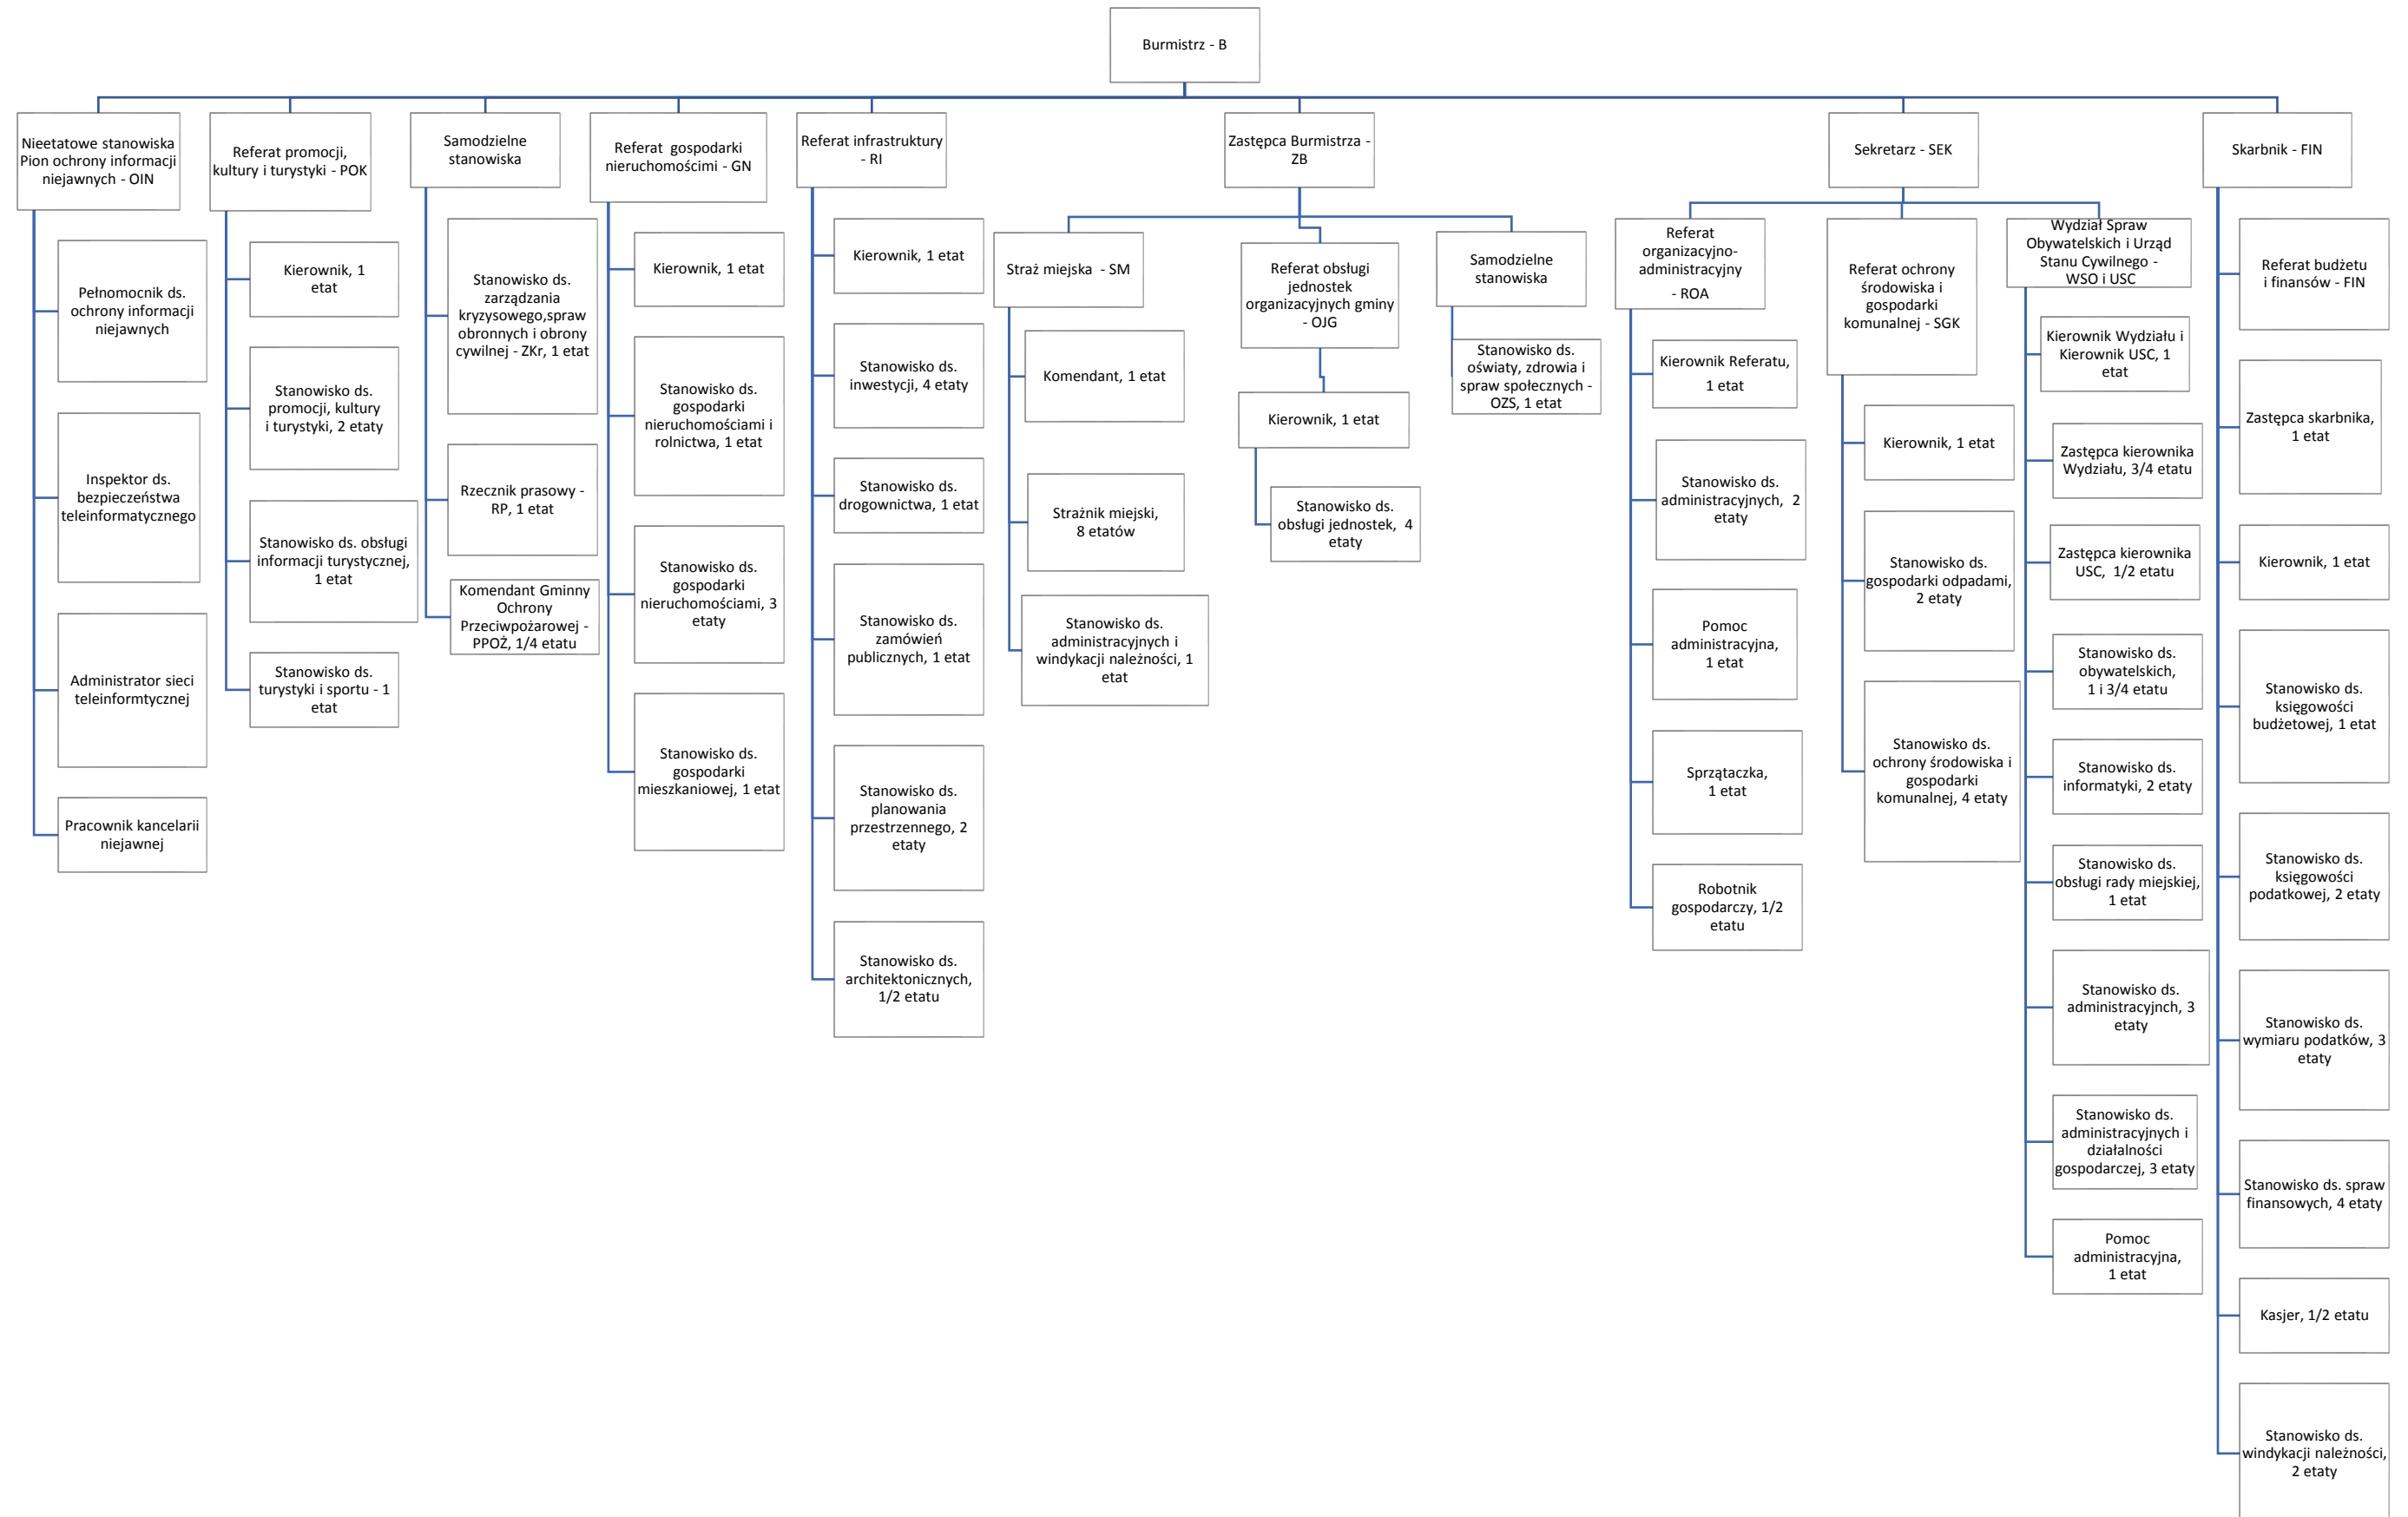 Burmistrz - B
Nieetatowe stanowiska
Pion ochrony informacji
niejawnych - OIN
Pełnomocnik ds.
ochrony informacji
niejawnych
Inspektor ds.
bezpieczeństwa
teleinformatycznego
Administrator sieci
teleinformtycznej
Pracownik kancelarii
niejawnej
Referat promocji,
kultury i turystyki - POK
Kierownik, 1
etat
Stanowisko ds.
promocji, kultury
i turystyki, 2 etaty
Stanowisko ds. obsługi
informacji turystycznej,
1 etat
Stanowisko ds.
turystyki i sportu - 1
etat
Samodzielne
stanowiska
Stanowisko ds.
zarządzania
kryzysowego,spraw
obronnych i obrony
cywilnej - ZKr, 1 etat
Rzecznik prasowy -
RP, 1 etat
Komendant Gminny
Ochrony
Przeciwpożarowej -
PPOŻ, 1/4 etatu
Referat  gospodarki
nieruchomościmi - GN
Kierownik, 1 etat
Stanowisko ds.
gospodarki
nieruchomościami i
rolnictwa, 1 etat
Stanowisko ds.
gospodarki
nieruchomościami, 3
etaty
Stanowisko ds.
gospodarki
mieszkaniowej, 1 etat
Referat infrastruktury
- RI
Kierownik, 1 etat
Stanowisko ds.
inwestycji, 4 etaty
Stanowisko ds.
drogownictwa, 1 etat
Stanowisko ds.
zamówień
publicznych, 1 etat
Stanowisko ds.
planowania
przestrzennego, 2
etaty
Stanowisko ds.
architektonicznych,
1/2 etatu
Zastępca Burmistrza -
ZB
Straż miejska  - SM
Komendant, 1 etat
Strażnik miejski,
8 etatów
Stanowisko ds.
administracyjnych i
windykacji należności, 1
etat
Referat obsługi
jednostek
organizacyjnych gminy
- OJG
Kierownik, 1 etat
Stanowisko ds.
obsługi jednostek,  4
etaty
Samodzielne
stanowiska
Stanowisko ds.
oświaty, zdrowia i
spraw społecznych -
OZS, 1 etat
Sekretarz - SEK
Referat
organizacyjno-
administracyjny
- ROA
Kierownik Referatu,
1 etat
Stanowisko ds.
administracyjnych,  2
etaty
Pomoc
administracyjna,
1 etat
Sprzątaczka,
1 etat
Robotnik
gospodarczy, 1/2
etatu
Referat ochrony
środowiska i
gospodarki
komunalnej - SGK
Kierownik, 1 etat
Stanowisko ds.
gospodarki odpadami,
2 etaty
Stanowisko ds.
ochrony środowiska i
gospodarki
komunalnej, 4 etaty
Wydział Spraw
Obywatelskich i Urząd
Stanu Cywilnego -
WSO i USC
Kierownik Wydziału i
Kierownik USC, 1
etat
Zastępca kierownika
Wydziału, 3/4 etatu
Zastępca kierownika
USC,  1/2 etatu
Stanowisko ds.
obywatelskich,
1 i 3/4 etatu
Stanowisko ds.
informatyki, 2 etaty
Stanowisko ds.
obsługi rady miejskiej,
1 etat
Stanowisko ds.
administracyjnch, 3
etaty
Stanowisko ds.
administracyjnych i
działalności
gospodarczej, 3 etaty
Pomoc
administracyjna,
1 etat
Skarbnik - FIN
Referat budżetu
i finansów - FIN
Zastępca skarbnika,
1 etat
Kierownik, 1 etat
Stanowisko ds.
księgowości
budżetowej, 1 etat
Stanowisko ds.
księgowości
podatkowej, 2 etaty
Stanowisko ds.
wymiaru podatków, 3
etaty
Stanowisko ds. spraw
finansowych, 4 etaty
Kasjer, 1/2 etatu
Stanowisko ds.
windykacji należności,
2 etaty